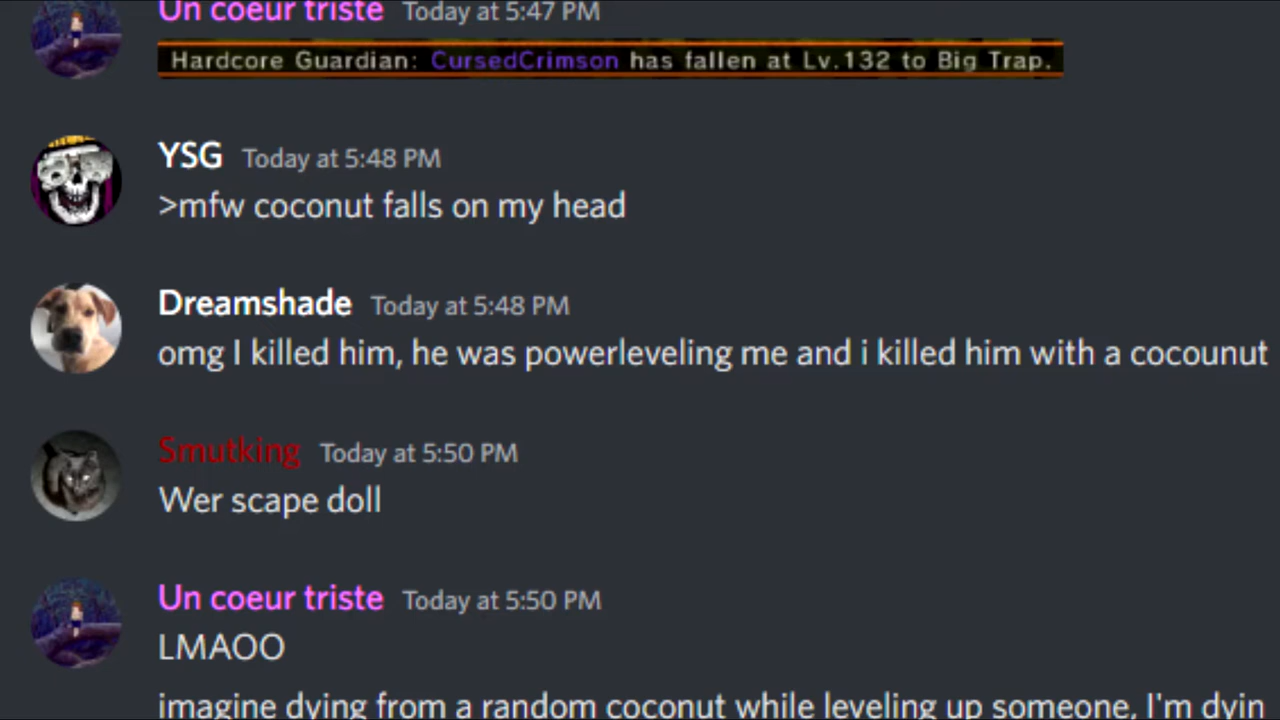 Un coeur triste Today at 5:47 PM
Hardcore Guardian: CursedCrimson has fallen at Lv.132 to Big Trap.
YSG Today at 5:48 PM
>mfw coconut falls on my head
Dreamshade Today at 5:48 PM
omg I killed him, he was powerleveling me and i killed him with a cocounut
Smutking Today at 5:50 PM
Wer scape doll
Un coeur triste Today at 5:50 PM
LMAOO
imagine dying from a random coconut while leveling up someone, I'm dyin